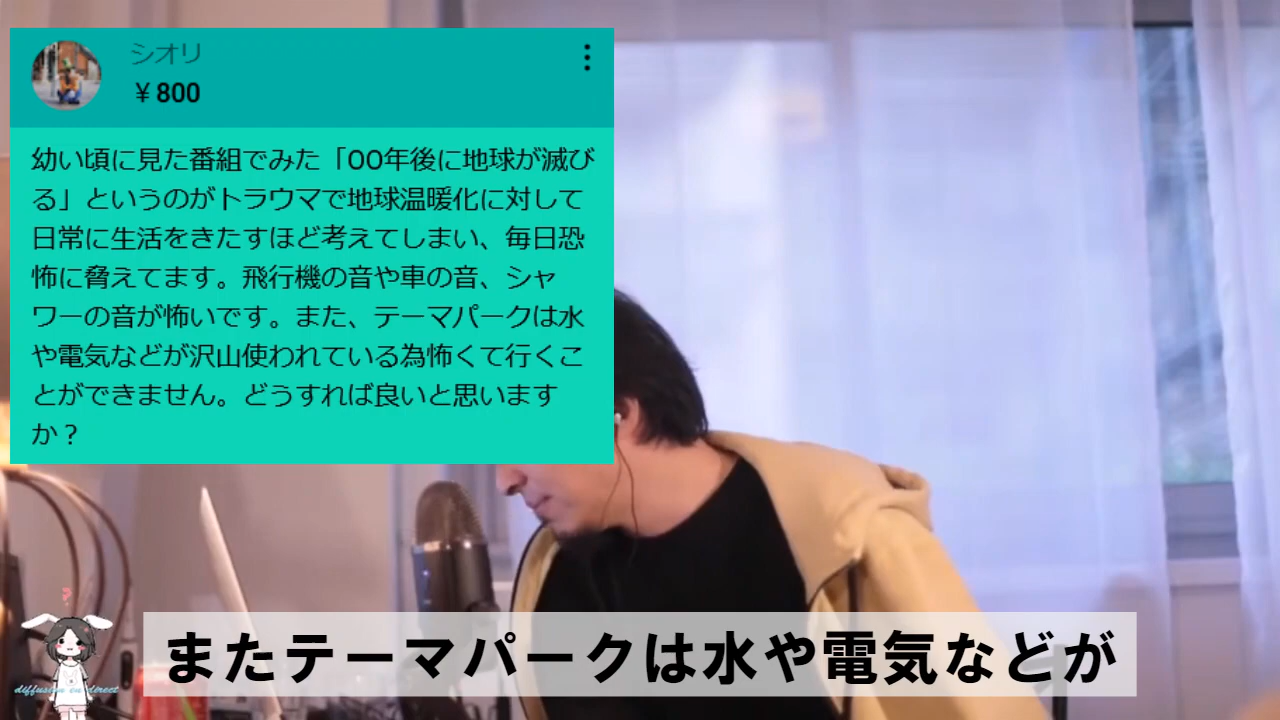 シオリ
￥800
幼い頃に見た番組でみた「〇〇年後に地球が滅び
る」というのがトラウマで地球温暖化に対して
日常に生活をきたすほど考えてしまい、毎日恐
怖に脅えてます。飛行機の音や車の音、シャ
ワーの音が怖いです。また、テーマパークは水
や電気などが沢山使われている為怖くて行くこ
とができません。どうすれば良いと思います
か？
またテーマパークは水や電気などが
diffusion en direct